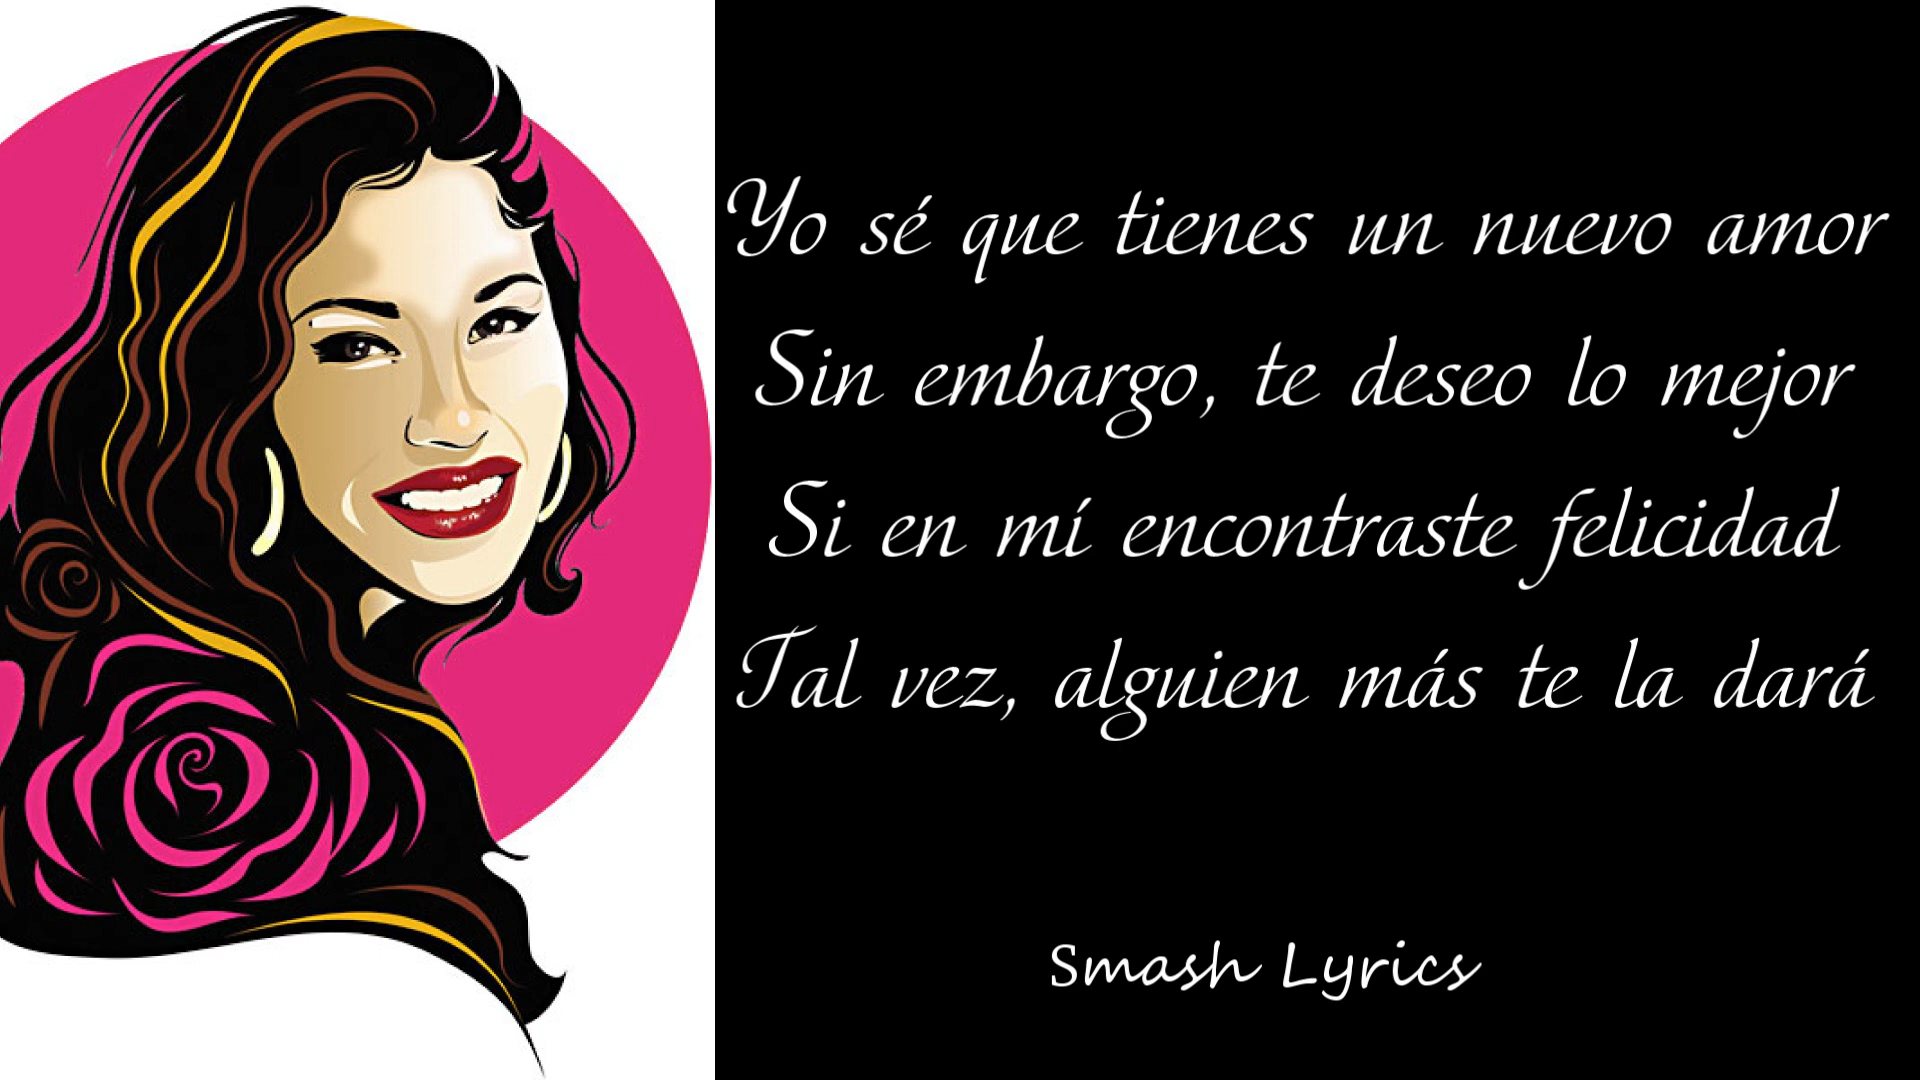 Yo sé que tienes un nuevo amor
Sin embargo, te deseo lo mejor
Si en mí encontraste felicidad
Tal vez, alguien más te la dará
Smash Lyrics